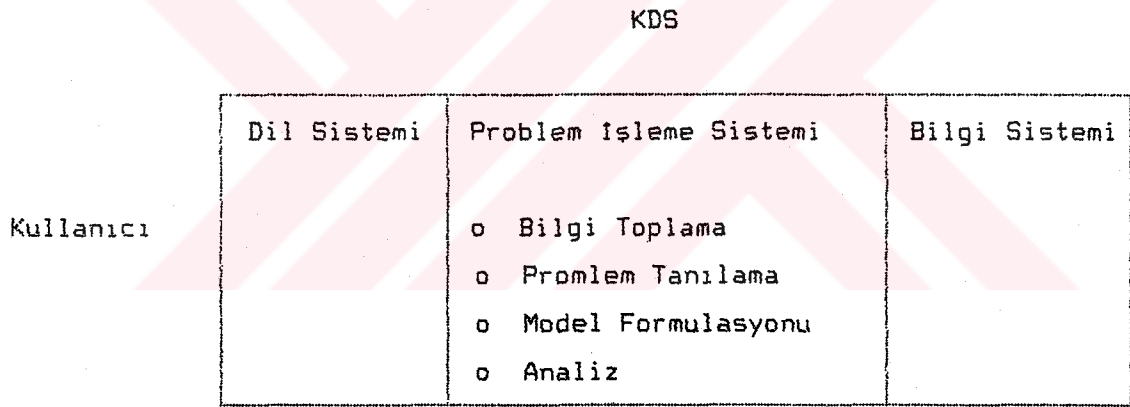 KDS
Dil Sistemi Problem İşleme Sistemi Bilgi Sistemi
Kullanıcı o Bilgi Toplama
o Promlem Tanılama
o Model Formulasyonu
o Analiz